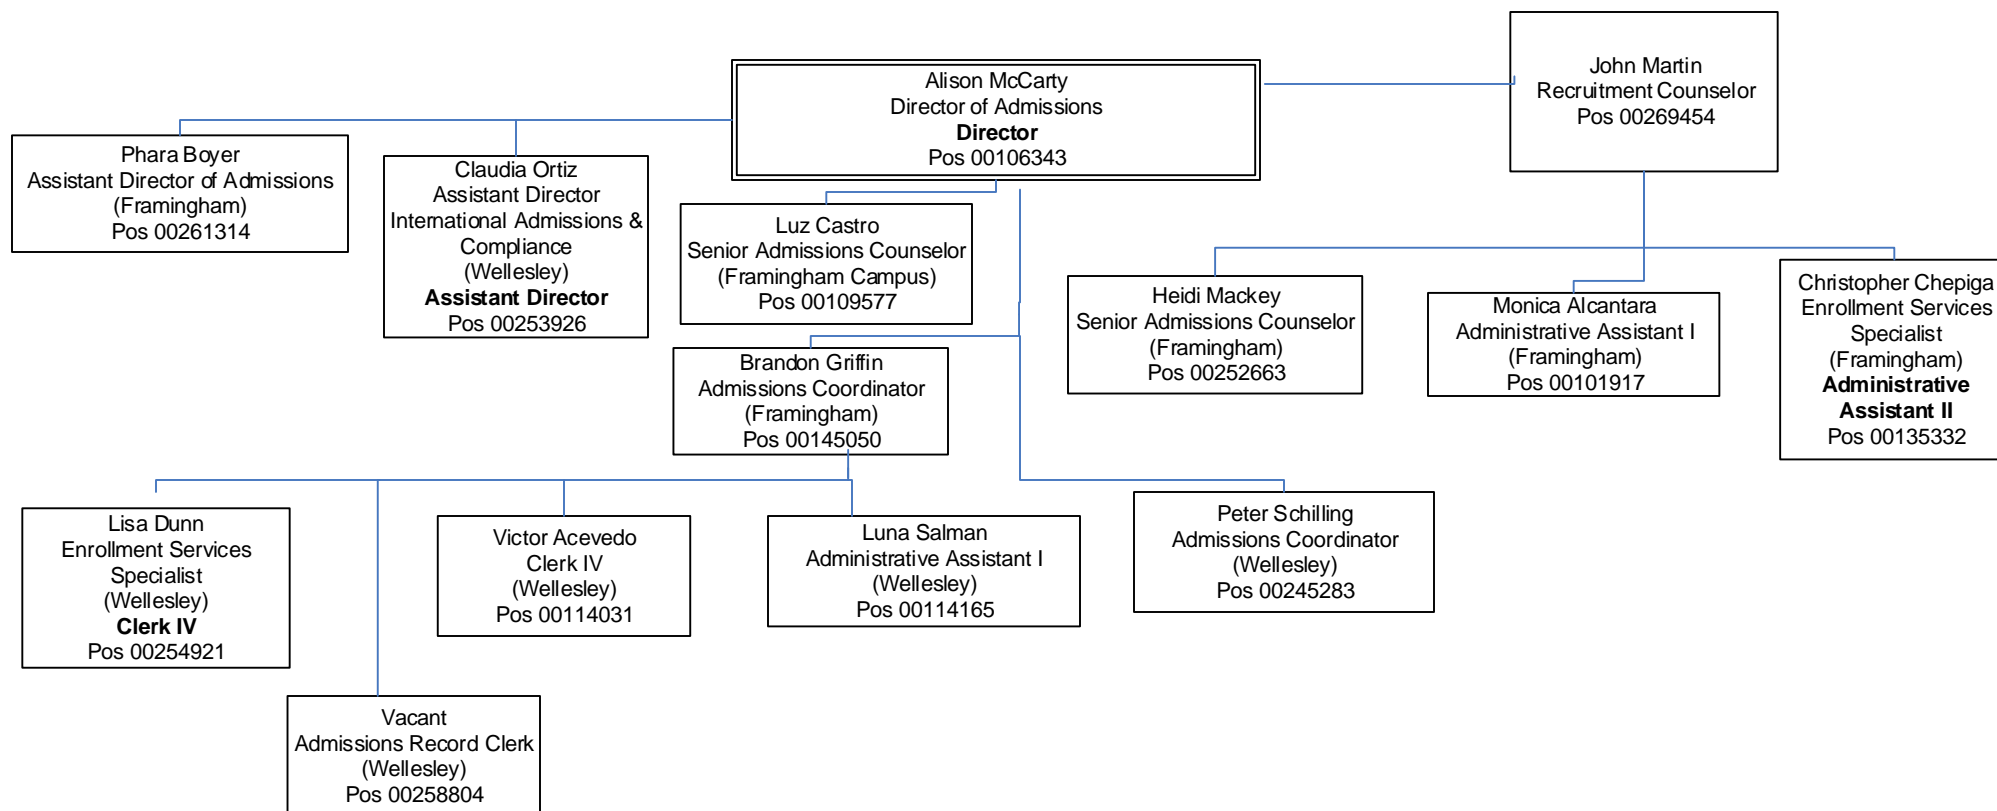 Alison McCarty
Director of Admissions
Director
Pos 00106343
John Martin
Recruitment Counselor
Pos 00269454
Phara Boyer
Assistant Director of Admissions
(Framingham)
Pos 00261314
Claudia Ortiz
Assistant Director
International Admissions &
Compliance
(Wellesley)
Assistant Director
Pos 00253926
Luz Castro
Senior Admissions Counselor
(Framingham Campus)
Pos 00109577
Heidi Mackey
Senior Admissions Counselor
(Framingham)
Pos 00252663
Monica Alcantara
Administrative Assistant I
(Framingham)
Pos 00101917
Christopher Chepiga
Enrollment Services
Specialist
(Framingham)
Administrative
Assistant II
Pos 00135332
Brandon Griffin
Admissions Coordinator
(Framingham)
Pos 00145050
Lisa Dunn
Enrollment Services
Specialist
(Wellesley)
Clerk IV
Pos 00254921
Victor Acevedo
Clerk IV
(Wellesley)
Pos 00114031
Luna Salman
Administrative Assistant I
(Wellesley)
Pos 00114165
Peter Schilling
Admissions Coordinator
(Wellesley)
Pos 00245283
Vacant
Admissions Record Clerk
(Wellesley)
Pos 00258804